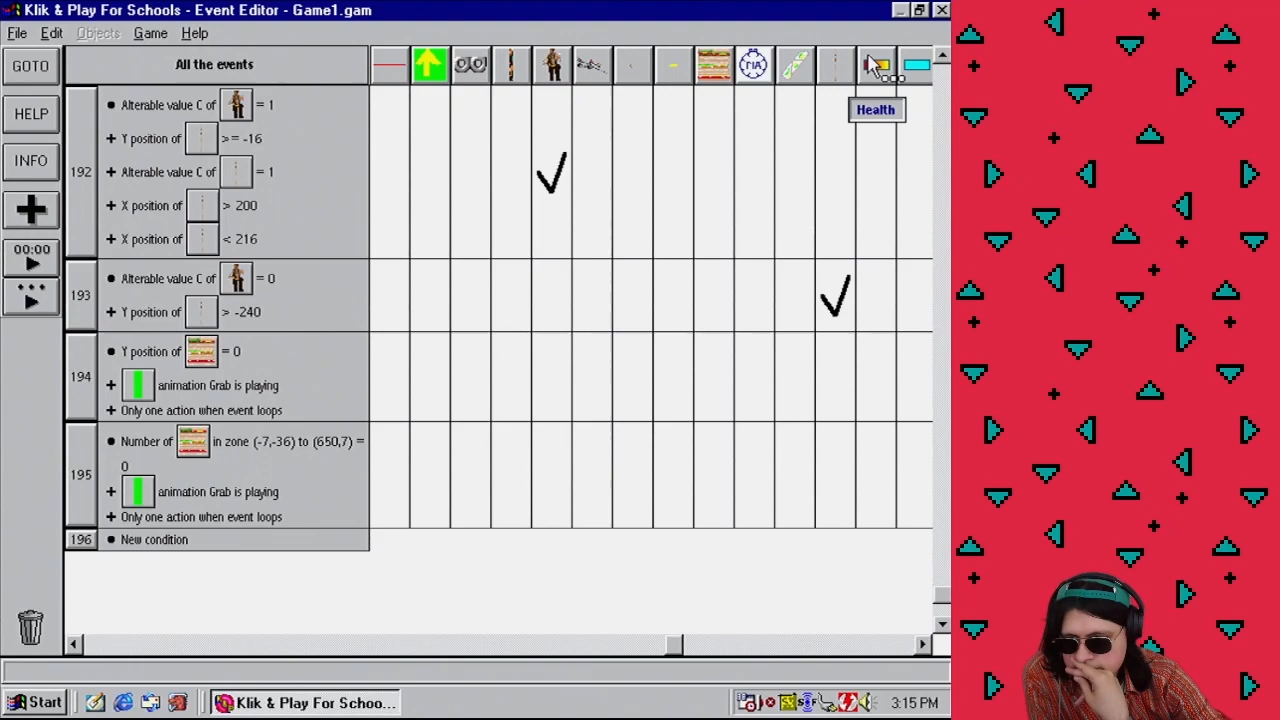 Klik & Play For Schools - Event Editor - Game1.gam
File Edit Objects Game Help
GOTO
HELP
INFO
00:00
All the events
Health
192
Alterable value C of = 1
+ Y position of >= -16
+ Alterable value C of = 1
+ X position of > 200
+ X position of < 216
193
Alterable value C of = 0
+ Y position of > -240
194
Y position of = 0
+ animation Grab is playing
+ Only one action when event loops
195
Number of in zone (-7,-36) to (650,7) =
0
+ animation Grab is playing
+ Only one action when event loops
196
New condition
Start
Klik & Play For Schoo...
3:15 PM